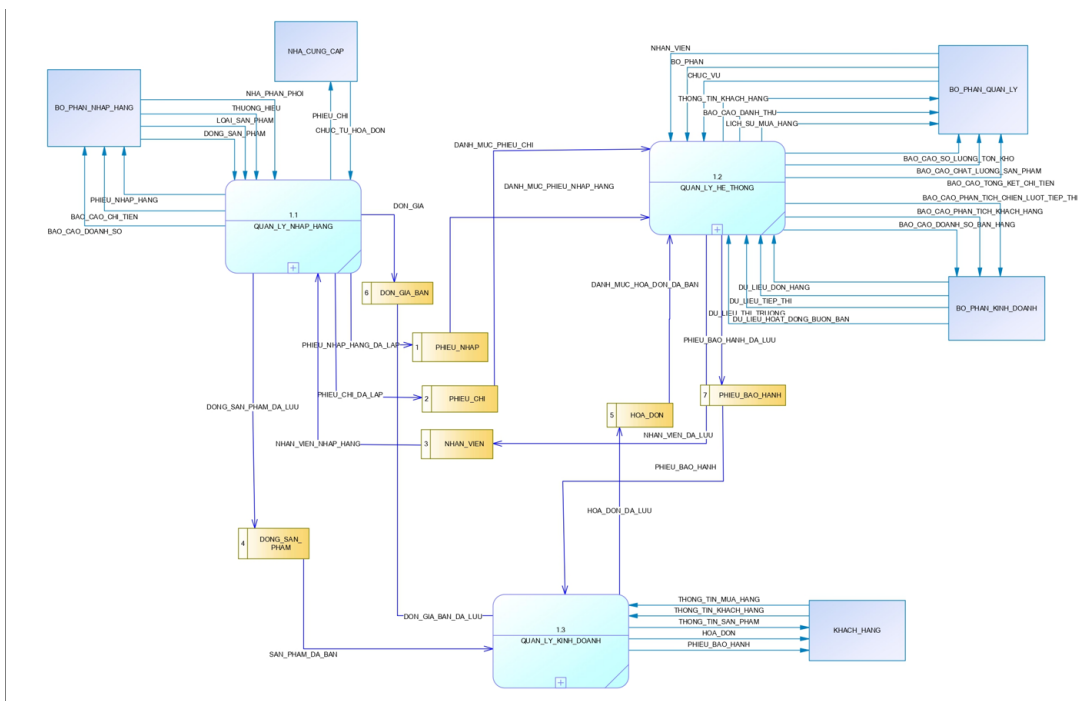 NHA_CUNG_CAP
BO_PHAN_NHAP_HANG
NHA_PHAN_PHOI
THUONG_HIEU
LOAI_SAN_PHAM
DONG_SAN_PHAM
PHIEU_CHI
CHUC_TU_HOA_DON
PHIEU_NHAP_HANG
BAO_CAO_CHI_TIEN
BAO_CAO_DOANH_SO
1.1
QUAN_LY_NHAP_HANG
NHAN_VIEN
BO_PHAN
CHUC_VU
THONG_TIN_KHACH_HANG
BAO_CAO_DANH_THU
LICH_SU_MUA_HANG
BO_PHAN_QUAN_LY
DANH_MUC_PHIEU_CHI
DANH_MUC_PHIEU_NHAP_HANG
1.2
QUAN_LY_HE_THONG
BAO_CAO_SO_LUONG_TON_KHO
BAO_CAO_CHAT_LUONG_SAN_PHAM
BAO_CAO_TONG_KET_CHI_TIEN
BAO_CAO_PHAN_TICH_CHIEN_LUOT_TIEP_THI
BAO_CAO_PHAN_TICH_KHACH_HANG
BAO_CAO_DOANH_SO_BAN_HANG
DON_GIA
6
DON_GIA_BAN
DANH_MUC_HOA_DON_DA_BAN
DU_LIEU_DON_HANG
DU_LIEU_TIEP_THI
DU_LIEU_THI_TRUONG
DU_LIEU_HOAT_DONG_BUON_BAN
BO_PHAN_KINH_DOANH
PHIEU_NHAP_HANG_DA_LAP
1
PHIEU_NHAP
PHIEU_BAO_HANH_DA_LUU
PHIEU_CHI_DA_LAP
2
PHIEU_CHI
7
PHIEU_BAO_HANH
DONG_SAN_PHAM_DA_LUU
5
HOA_DON
NHAN_VIEN_NHAP_HANG
3
NHAN_VIEN
NHAN_VIEN_DA_LUU
PHIEU_BAO_HANH
HOA_DON_DA_LUU
4
DONG_SAN_
PHAM
DON_GIA_BAN_DA_LUU
SAN_PHAM_DA_BAN
1.3
QUAN_LY_KINH_DOANH
THONG_TIN_MUA_HANG
THONG_TIN_KHACH_HANG
THONG_TIN_SAN_PHAM
HOA_DON
PHIEU_BAO_HANH
KHACH_HANG